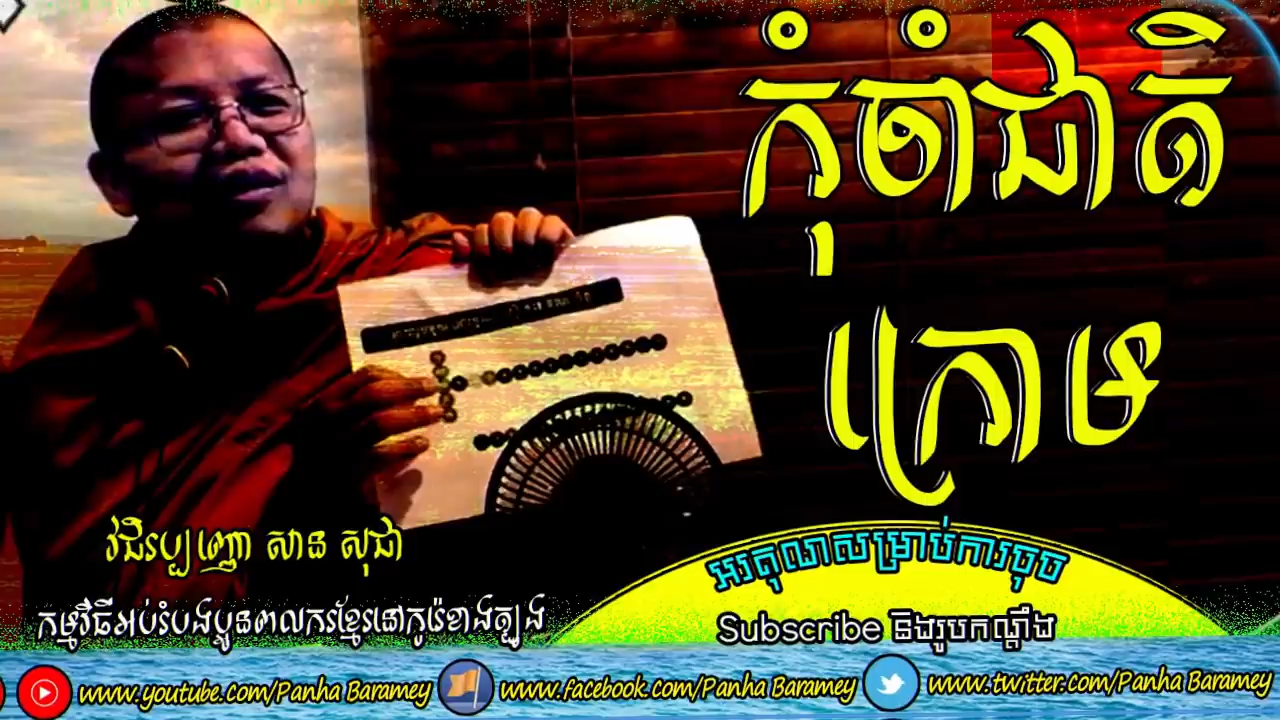 កុំចាំជាតិ
ក្រោម
វជិរប្បញ្ញោ សាន សុជា
អរគុណសម្រាប់ការចុច
កម្មវិធីអប់រំបងប្អូនពលករខ្មែរនៅកូរ៉េខាងត្បូង
Subscribe និងរូបកណ្ដឹង
www.youtube.com/Panha Baramey
www.facebook.com/Panha Baramey
www.twitter.com/Panha Baramey